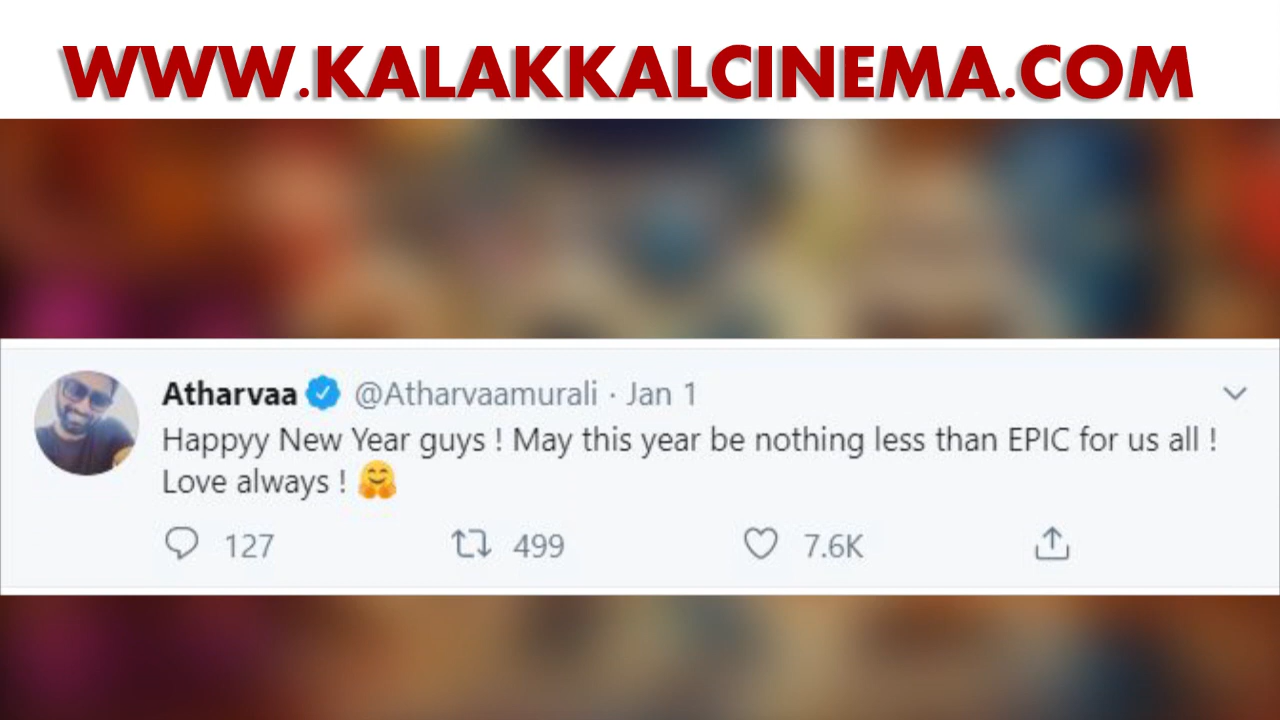 WWW.KALAKKALCINEMA.COM
Atharvaa @Atharvaamurali · Jan 1
Happyy New Year guys ! May this year be nothing less than EPIC for us all !
Love always ! 🤗
127 499 7.6K